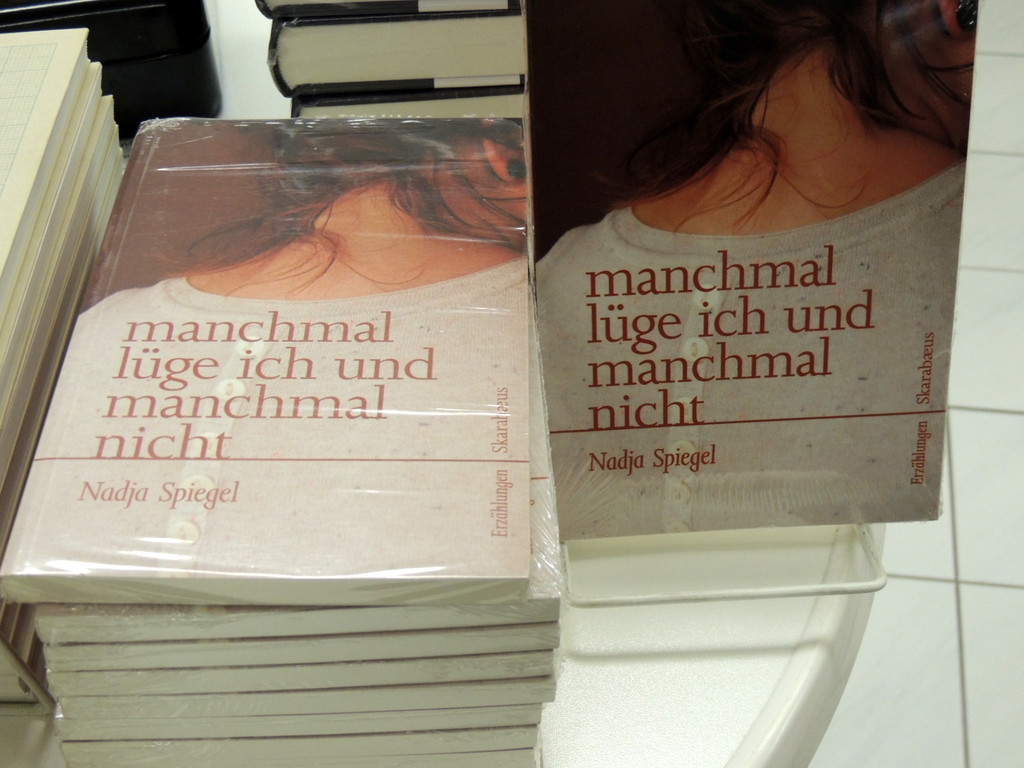 manchmal
lüge ich und
manchmal
nicht
Nadja Spiegel
Erzählungen Skarabæus
manchmal
lüge ich und
manchmal
nicht
Nadja Spiegel
Erzählungen Skarabæus